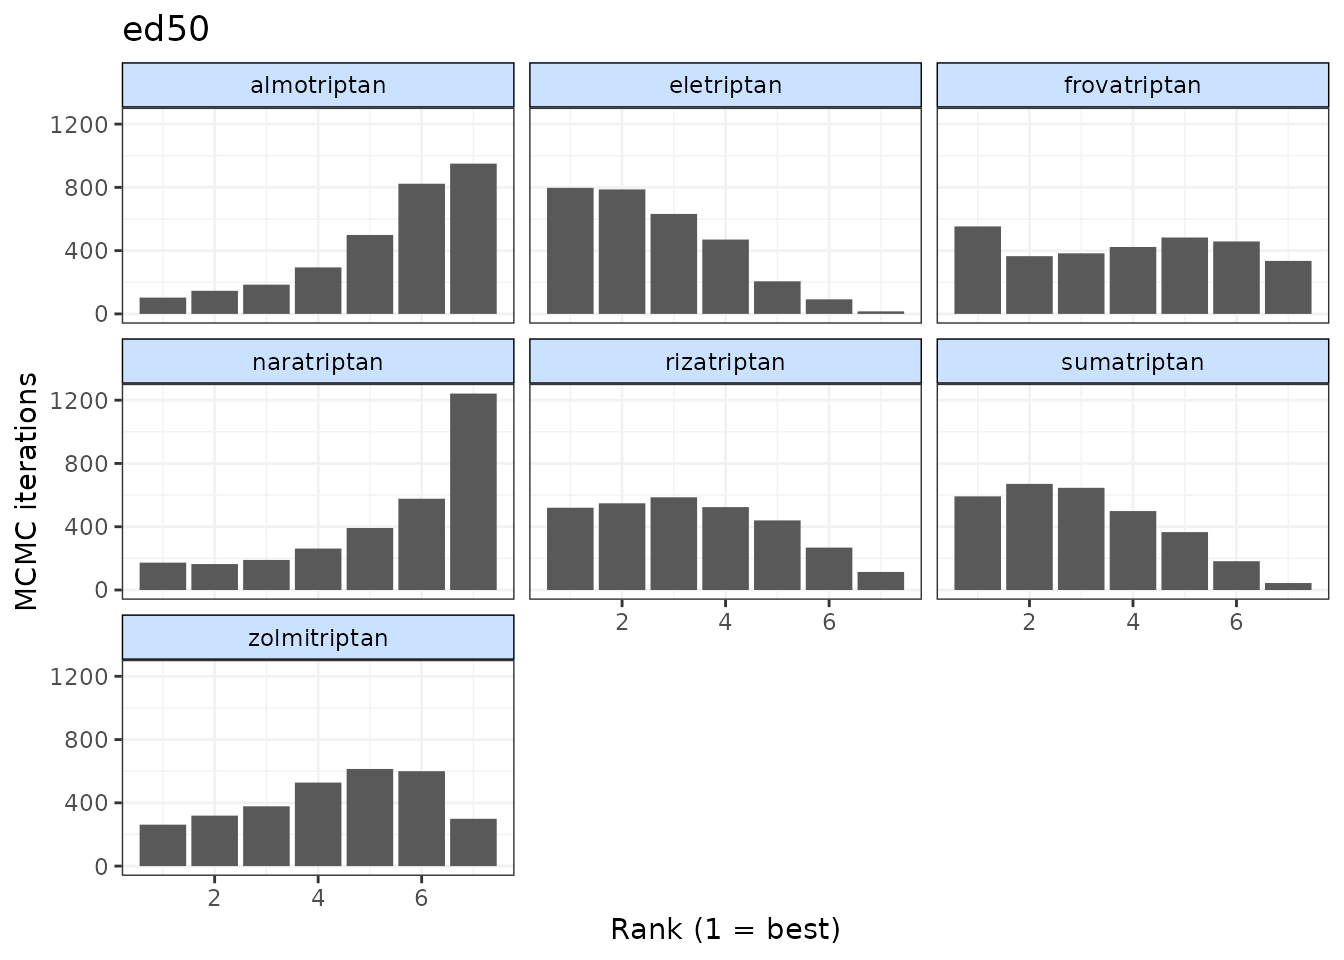 ed50
almotriptan eletriptan frovatriptan
1200
800
400
0
naratriptan rizatriptan sumatriptan
1200
800
400
0
2 4 6 2 4 6
zolmitriptan
1200
800
400
0
2 4 6
MCMC iterations
Rank (1 = best)